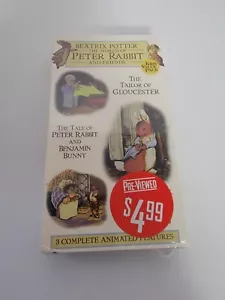 BEATRIX POTTER
THE WORLD OF
PETER RABBIT
AND FRIENDS
THE TAILOR OF
GLOUCESTER
THE TALE OF
PETER RABBIT
AND
BENJAMIN
BUNNY
PRE-VIEWED
$4.99
3 COMPLETE ANIMATED FEATURES